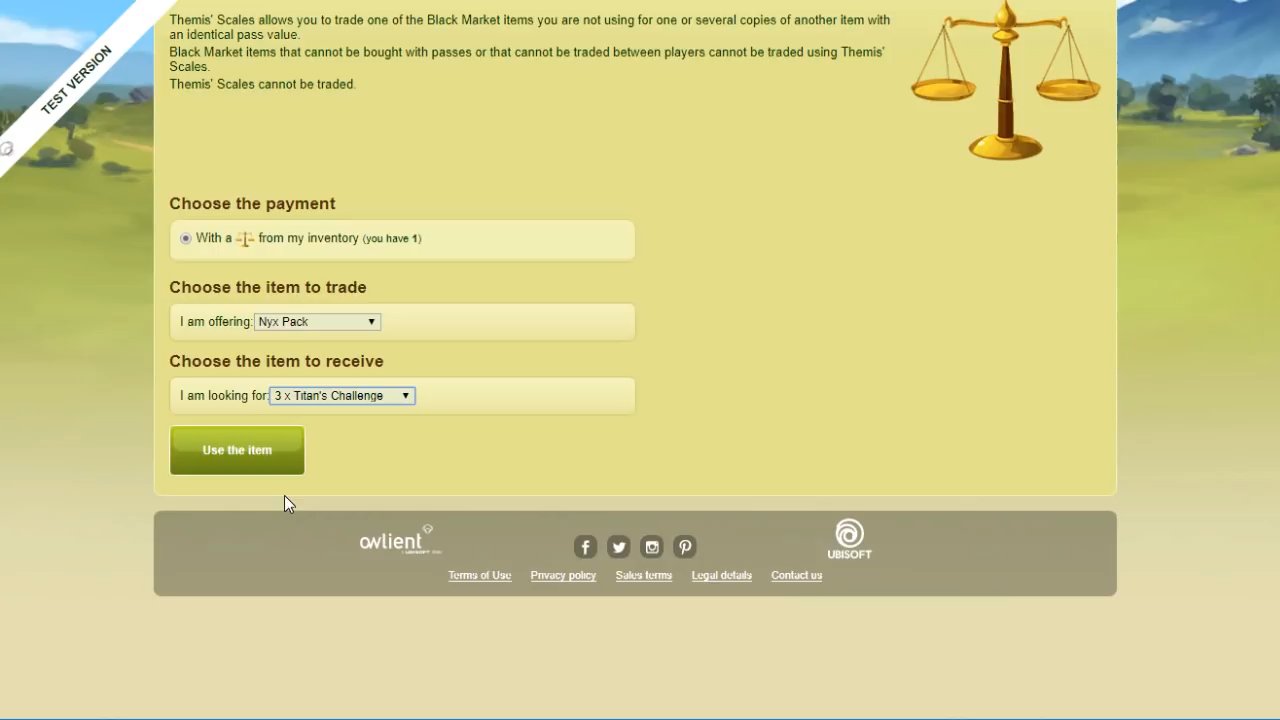 Themis' Scales allows you to trade one of the Black Market items you are not using for one or several copies of another item with
an identical pass value.
Black Market items that cannot be bought with passes or that cannot be traded between players cannot be traded using Themis'
Scales.
Themis' Scales cannot be traded.
TEST VERSION
Choose the payment
With a from my inventory (you have 1)
Choose the item to trade
I am offering: Nyx Pack
Choose the item to receive
I am looking for: 3 x Titan's Challenge
Use the item
owlient
UBISOFT
Terms of Use Privacy policy Sales terms Legal details Contact us